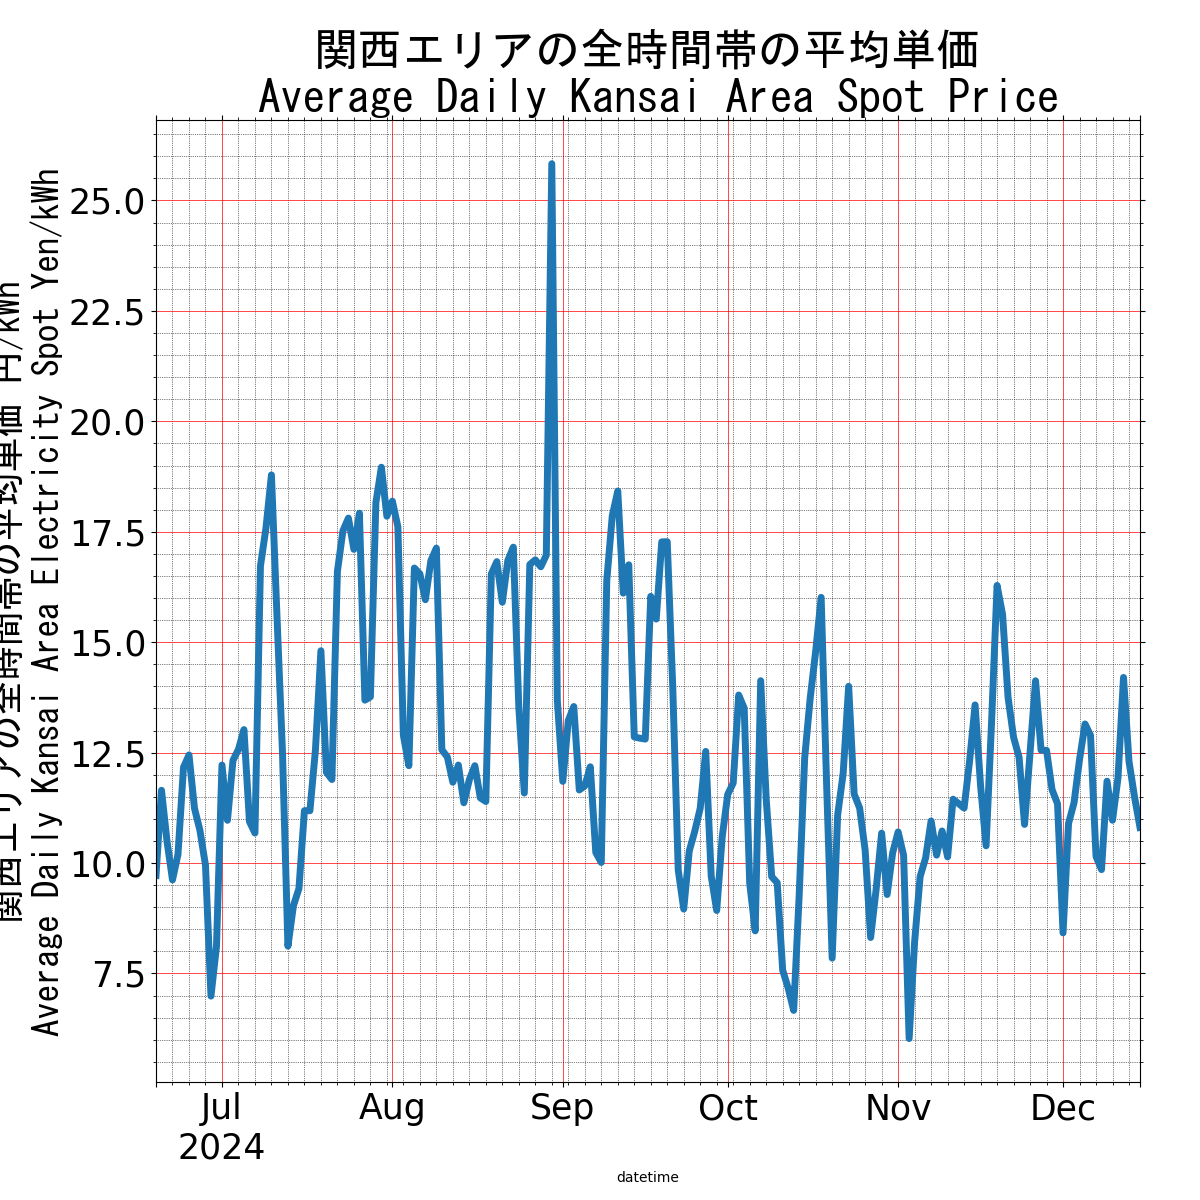 関西エリアの全時間帯の平均単価
Average Daily Kansai Area Spot Price
関西エリアの全時間帯の平均単価 円/kWh
Average Daily Kansai Area Electricity Spot Yen/kWh
25.0
22.5
20.0
17.5
15.0
12.5
10.0
7.5
Jul Aug Sep Oct Nov Dec
2024
datetime